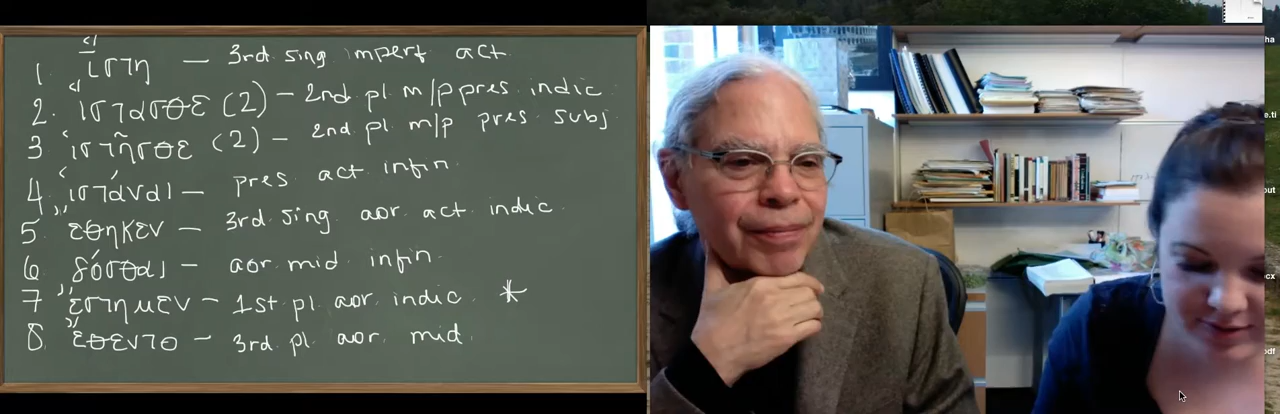 1. ἵστη — 3rd sing imperf act
2. ἵστασθε (2) — 2nd pl m/p pres indic
3 ἱστῆσθε (2) — 2nd pl m/p pres subj
4. ἱστάναι — pres act infin.
5. ἔθηκεν — 3rd sing aor act indic.
6 δόσθαι — aor mid infin.
7 ἔστημεν — 1st pl aor indic *
8. ἔθεντο — 3rd pl aor mid.